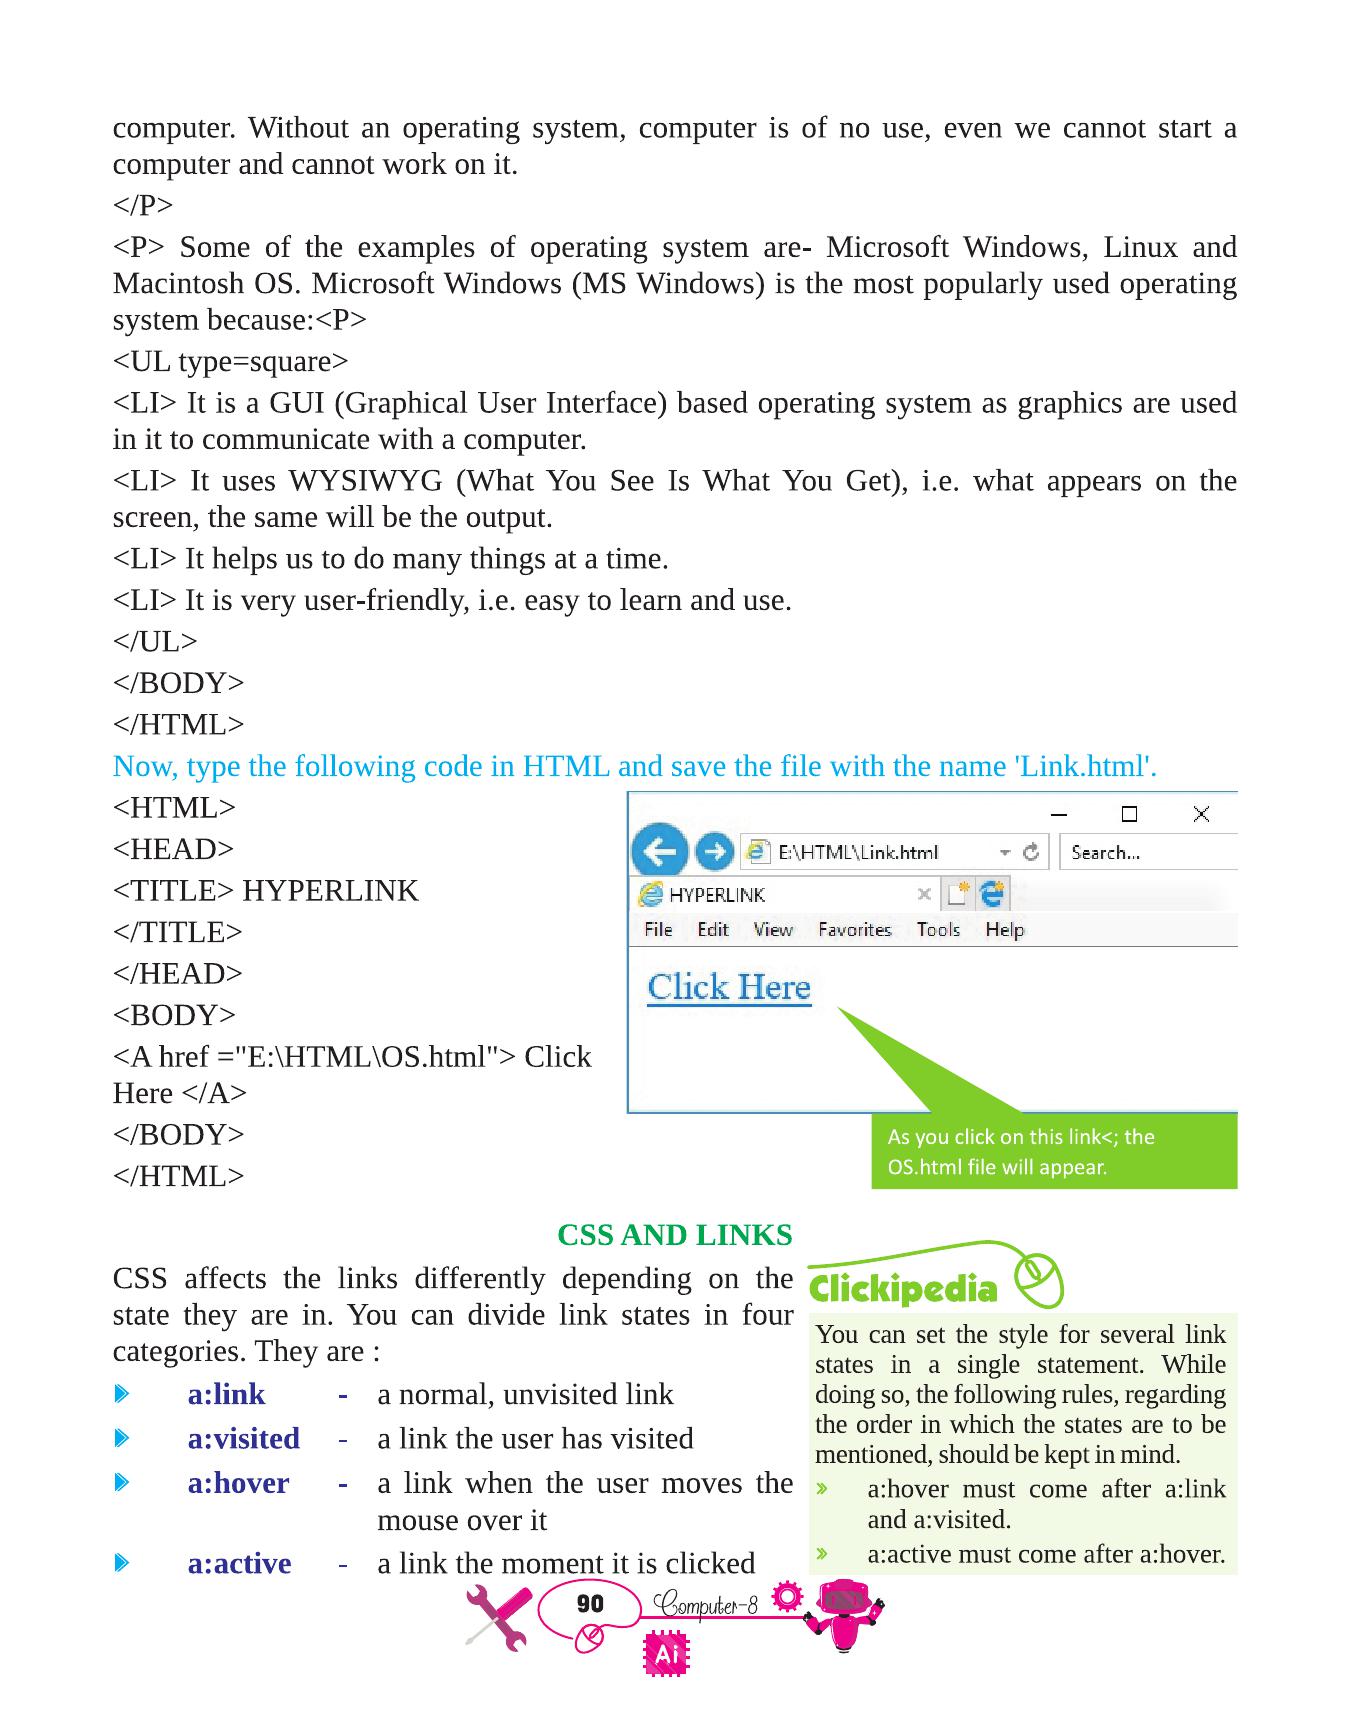 computer. Without an operating system, computer is of no use, even we cannot start a
computer and cannot work on it.
</P>
<P> Some of the examples of operating system are- Microsoft Windows, Linux and
Macintosh OS. Microsoft Windows (MS Windows) is the most popularly used operating
system because:<P>
<UL type=square>
<LI> It is a GUI (Graphical User Interface) based operating system as graphics are used
in it to communicate with a computer.
<LI> It uses WYSIWYG (What You See Is What You Get), i.e. what appears on the
screen, the same will be the output.
<LI> It helps us to do many things at a time.
<LI> It is very user-friendly, i.e. easy to learn and use.
</UL>
</BODY>
</HTML>
Now, type the following code in HTML and save the file with the name 'Link.html'.
<HTML>
<HEAD>
<TITLE> HYPERLINK
</TITLE>
</HEAD>
<BODY>
<A href ="E:\HTML\OS.html"> Click
Here </A>
</BODY>
</HTML>
E:\HTML\Link.html
Search...
HYPERLINK
File Edit View Favorites Tools Help
Click Here
As you click on this link<; the
OS.html file will appear.
CSS AND LINKS
CSS affects the links differently depending on the
state they are in. You can divide link states in four
categories. They are :
a:link - a normal, unvisited link
a:visited - a link the user has visited
a:hover - a link when the user moves the
mouse over it
a:active - a link the moment it is clicked
Clickipedia
You can set the style for several link
states in a single statement. While
doing so, the following rules, regarding
the order in which the states are to be
mentioned, should be kept in mind.
a:hover must come after a:link
and a:visited.
a:active must come after a:hover.
90
Computer-8
Ai